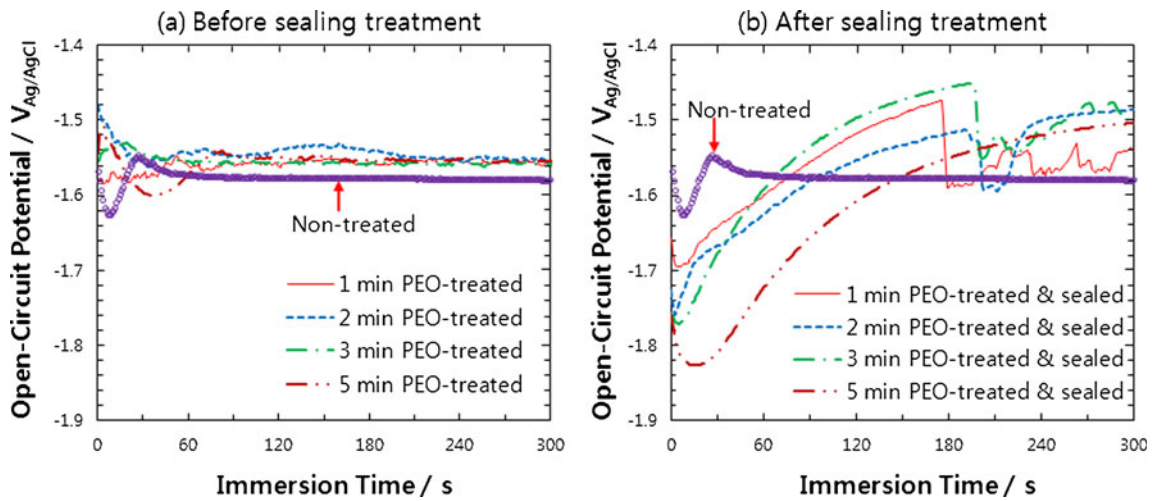 (a) Before sealing treatment
Open-Circuit Potential / V Ag/AgCl
-1.4
-1.5
-1.6
-1.7
-1.8
-1.9
Non-treated
1 min PEO-treated
2 min PEO-treated
3 min PEO-treated
5 min PEO-treated
0 60 120 180 240 300
Immersion Time / s
(b) After sealing treatment
Open-Circuit Potential / V Ag/AgCl
-1.4
-1.5
-1.6
-1.7
-1.8
-1.9
Non-treated
1 min PEO-treated & sealed
2 min PEO-treated & sealed
3 min PEO-treated & sealed
5 min PEO-treated & sealed
0 60 120 180 240 300
Immersion Time / s